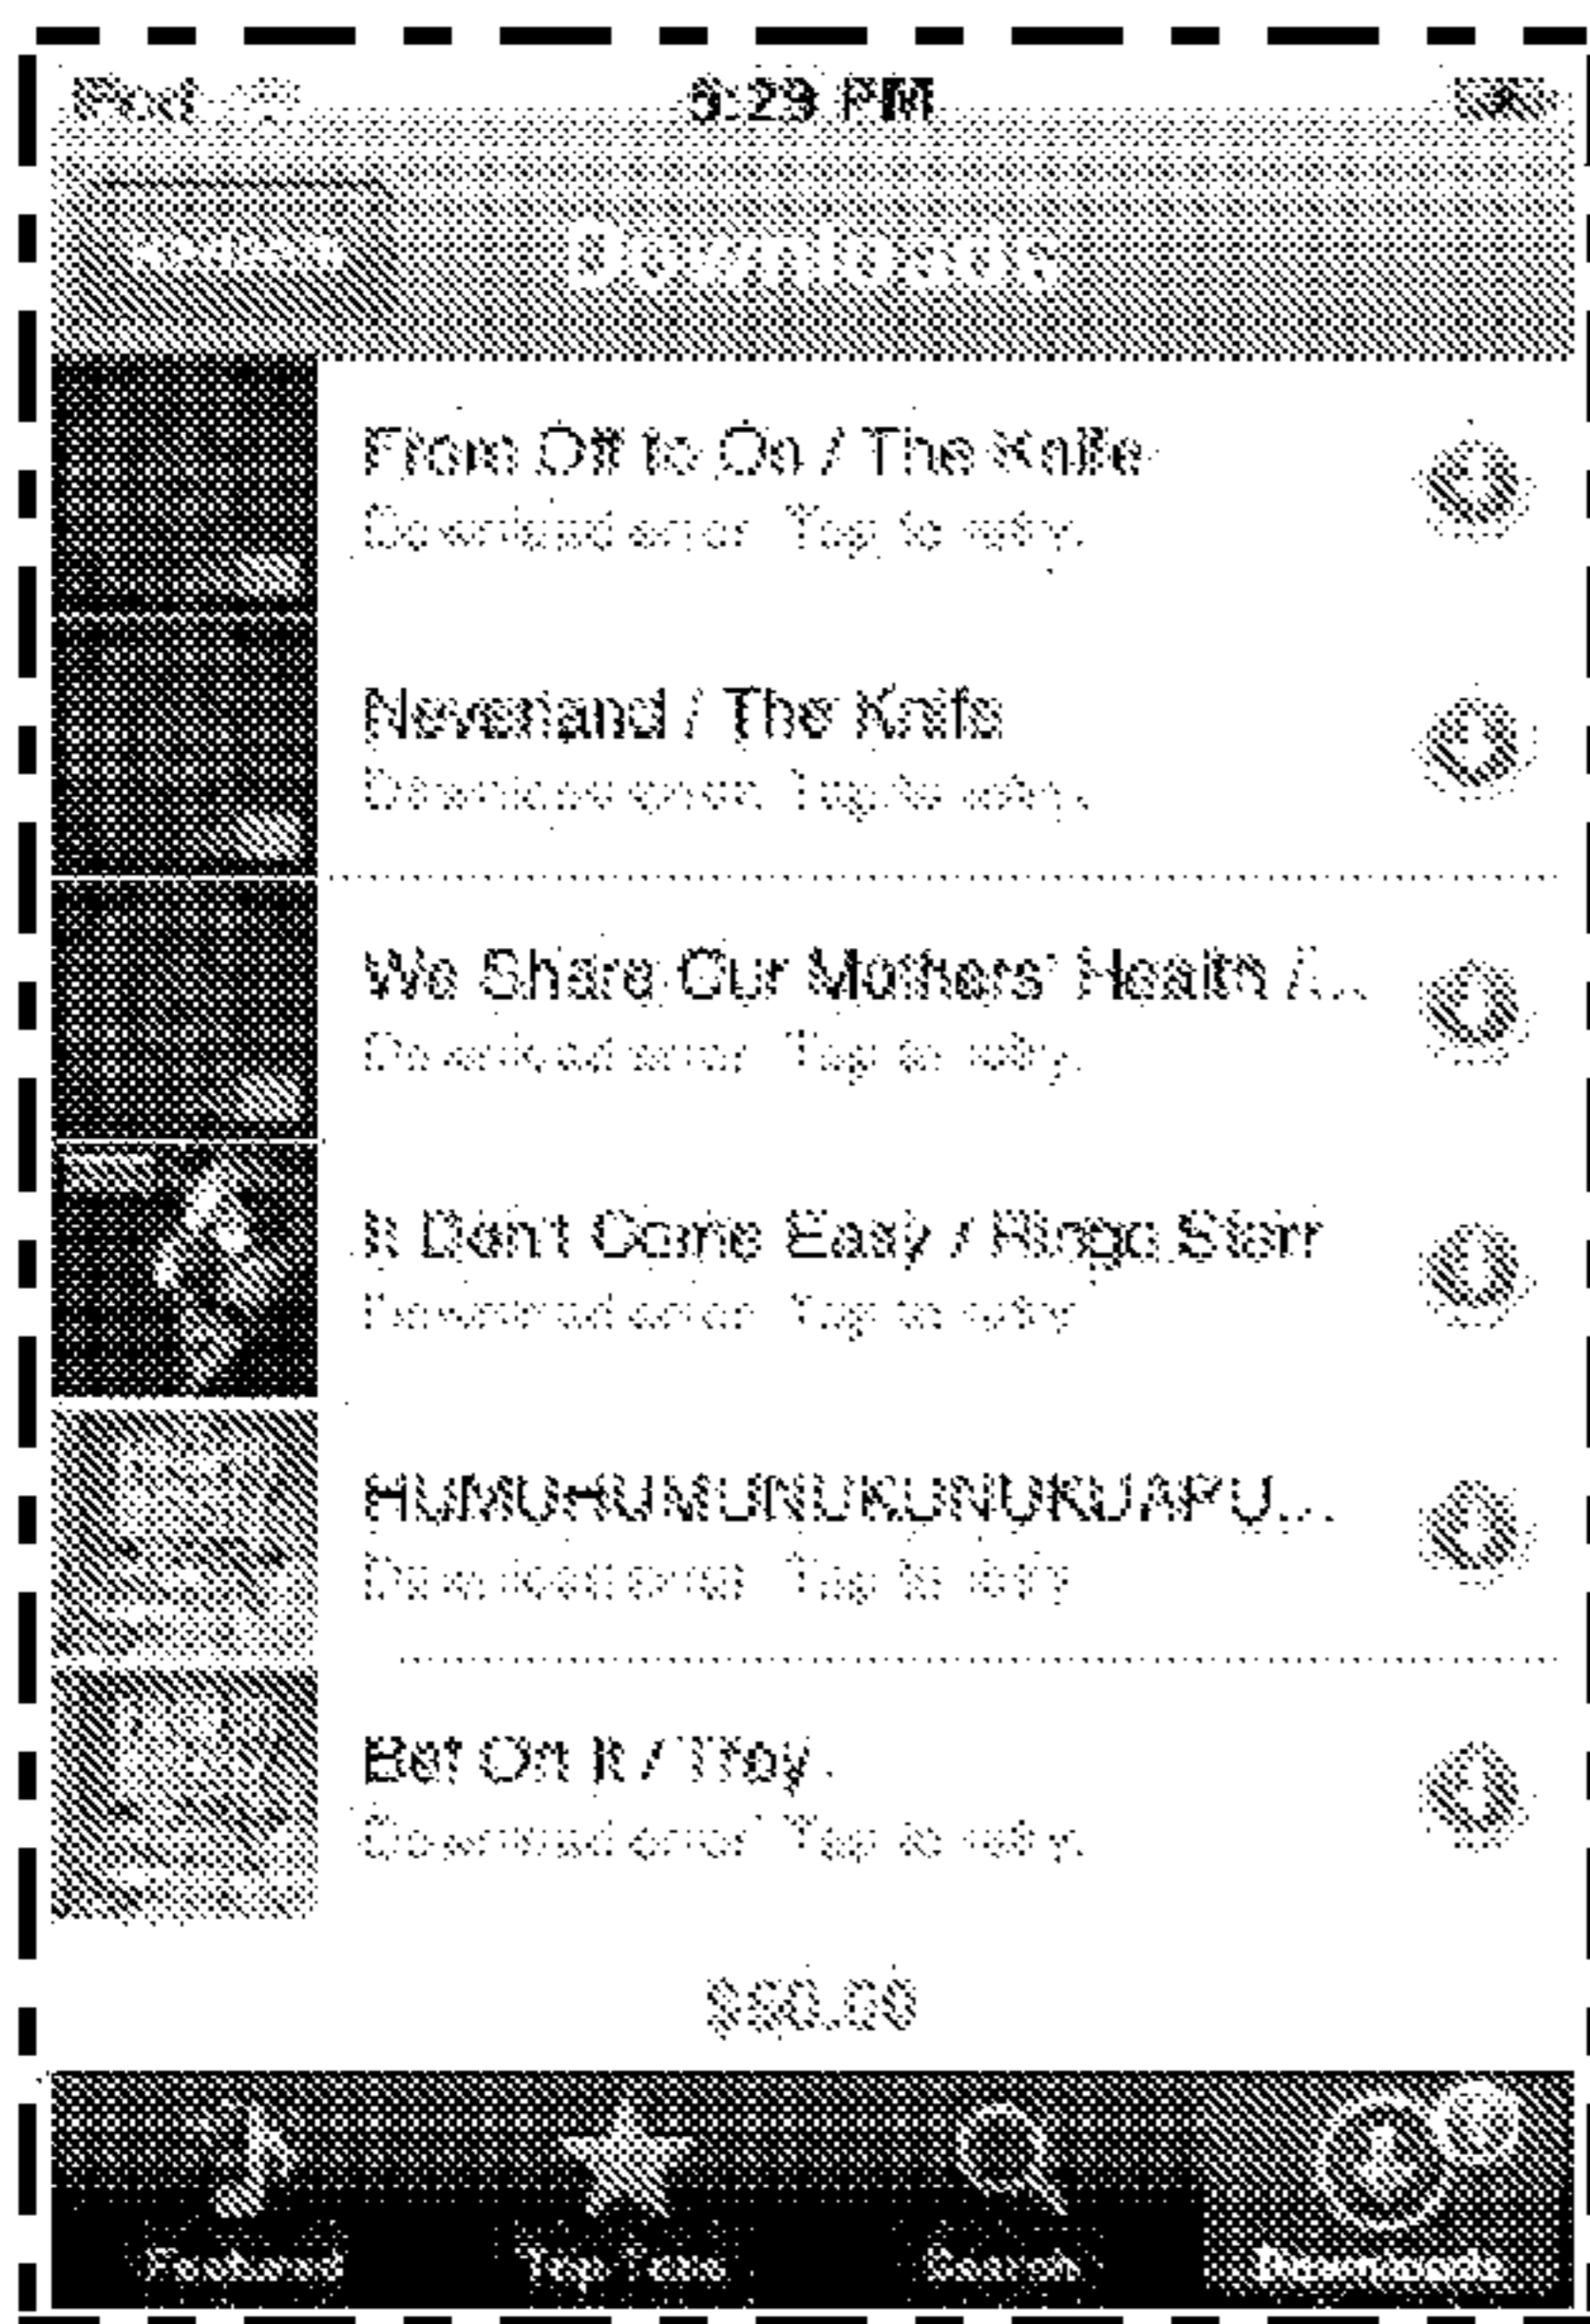 iPod 5:29 PM
Downloads
From Off to On / The Knife
Download error. Tap to retry.
Neverland / The Knife
Download error. Tap to retry.
We Share Our Mothers' Health /...
Download error. Tap to retry.
It Don't Come Easy / Ringo Starr
Download error. Tap to retry.
HUMUHUMUNUKUNUKUAPU...
Download error. Tap to retry.
Bet On It / Troy
Download error. Tap to retry.
Featured Top Tens Search Downloads